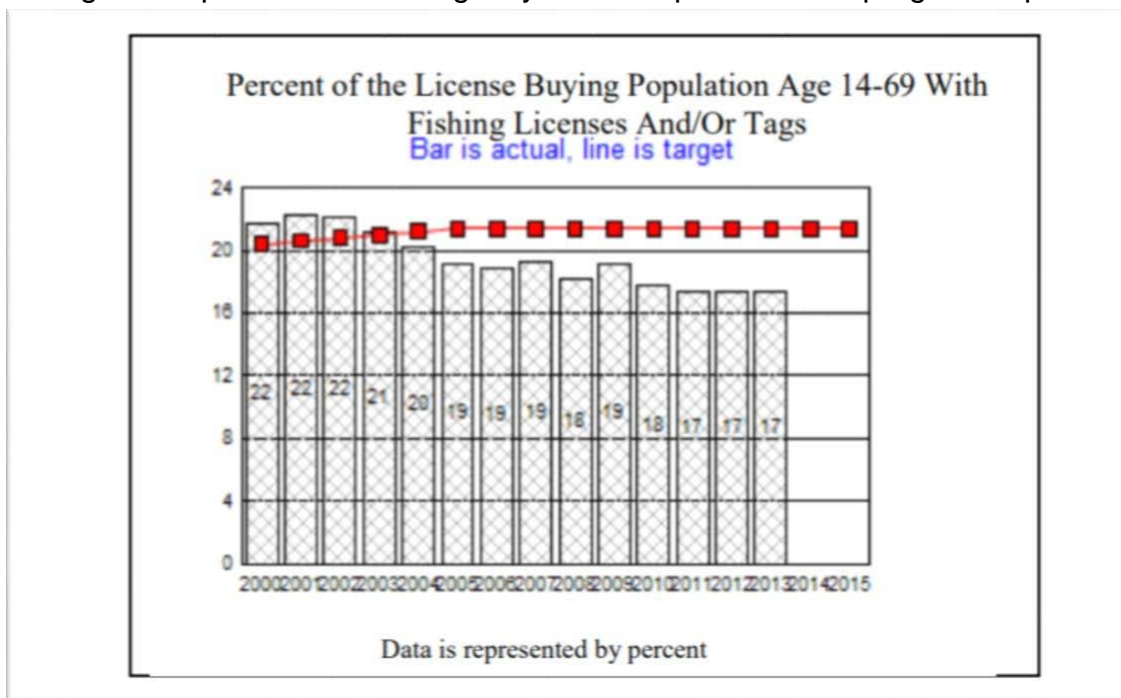 Percent of the License Buying Population Age 14-69 With
Fishing Licenses And/Or Tags
Bar is actual, line is target
24
20
16
12
8
4
0
22 22 22 21 20 19 19 19 18 19 18 17 17 17
2000 2001 2002 2003 2004 2005 2006 2007 2008 2009 2010 2011 2012 2013 2014 2015
Data is represented by percent